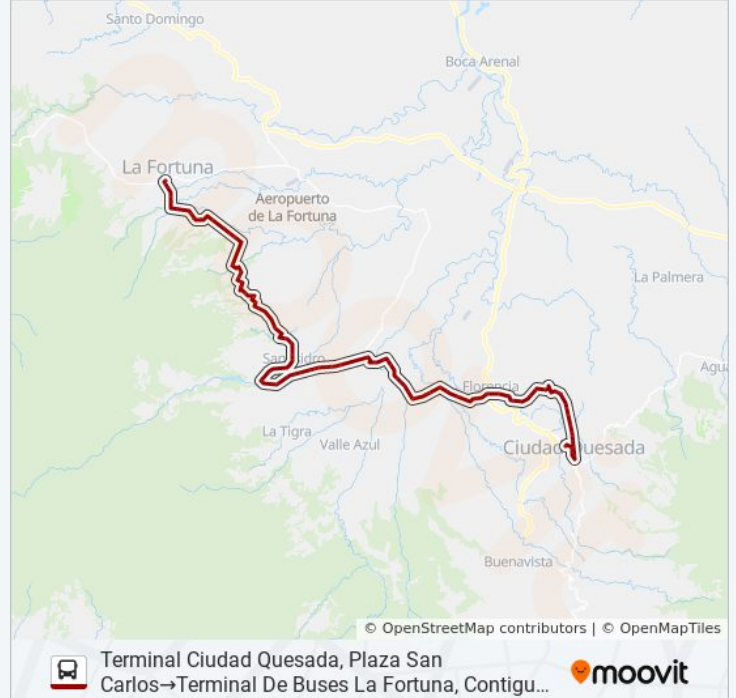 Santo Domingo
Boca Arenal
La Fortuna
Aeropuerto
de La Fortuna
La Palmera
San Isidro
Agua
Florencia
La Tigra
Valle Azul
Ciudad Quesada
Buenavista
© OpenStreetMap contributors | © OpenMapTiles
Terminal Ciudad Quesada, Plaza San
Carlos→Terminal De Buses La Fortuna, Contigu...
moovit